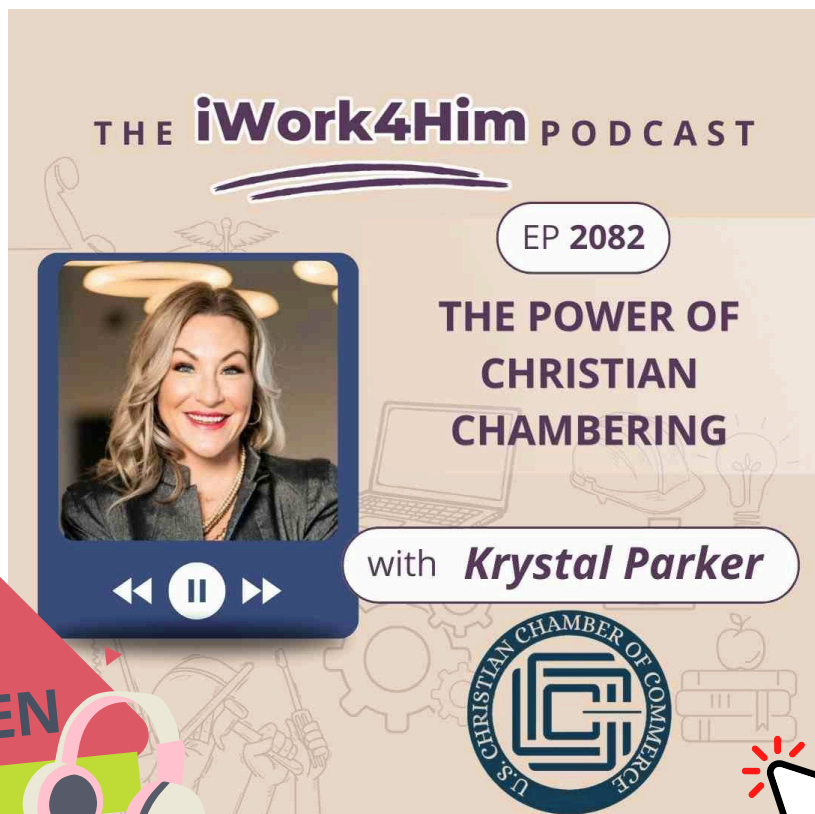 THE iWork4Him PODCAST
EP 2082
THE POWER OF
CHRISTIAN
CHAMBERING
with Krystal Parker
U.S. CHRISTIAN CHAMBER OF COMMERCE
EN